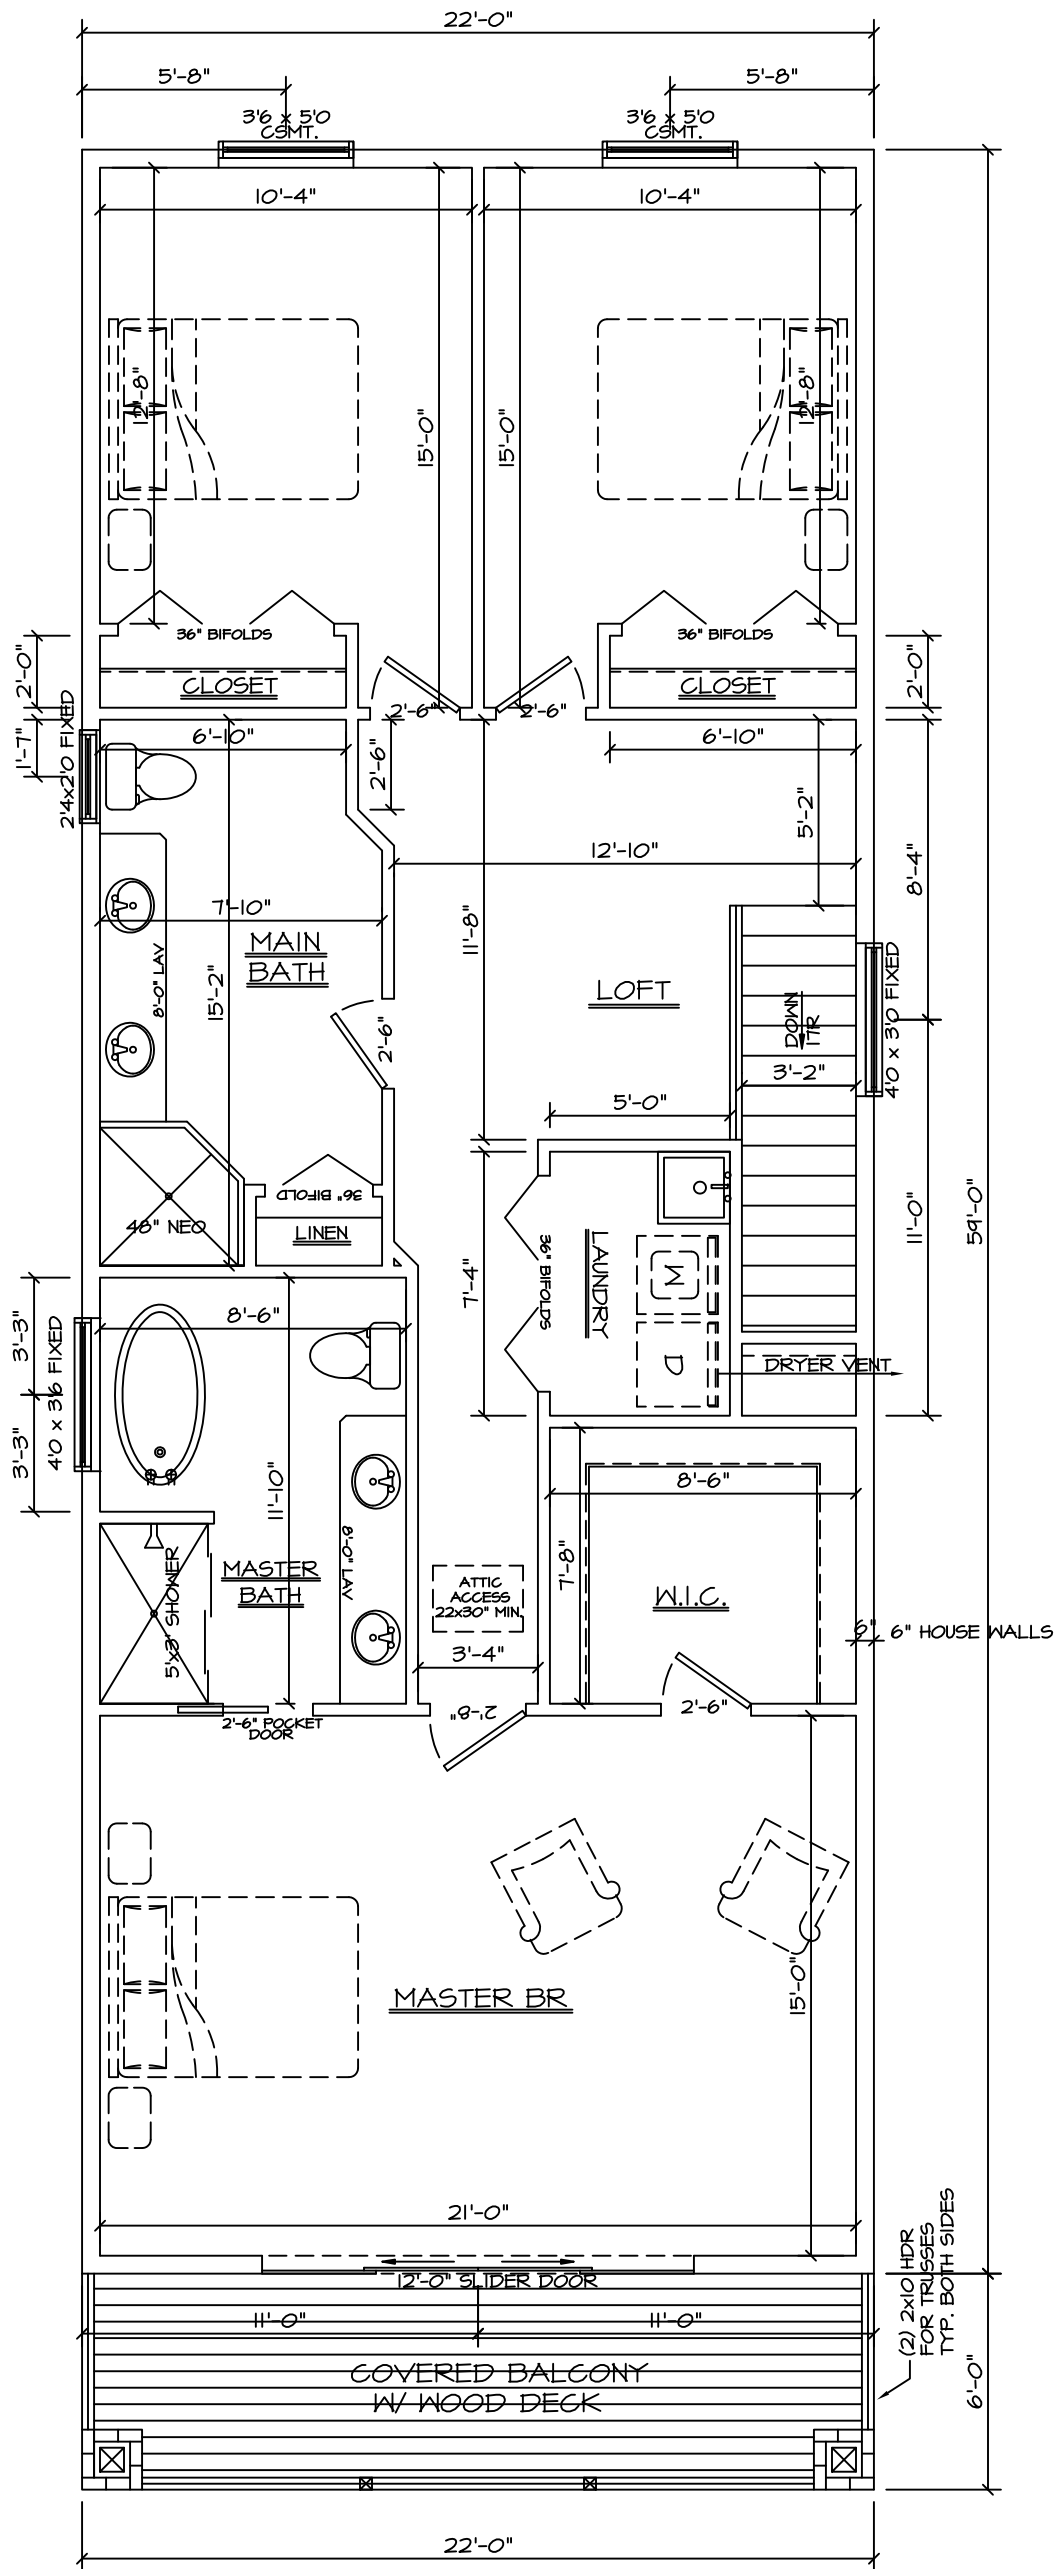 22'-0"
5'-8"
5'-8"
3'6 x 5'0
CSMT.
3'6 x 5'0
CSMT.
10'-4"
10'-4"
12'-8"
15'-0"
15'-0"
12'-8"
36" BIFOLDS
36" BIFOLDS
2'-0"
CLOSET
CLOSET
2'-0"
2'-6"
2'-6"
1'-7"
2'4x2'0 FIXED
6'-10"
2'-6"
6'-10"
5'-2"
12'-10"
8'-4"
7'-10"
11'-8"
MAIN
BATH
8'-0" LAY
15'-2"
LOFT
DOWN
17R
4'0 x 3'0 FIXED
2'-6"
3'-2"
5'-0"
59'-0"
36" BIFOLD
48" NEO
LINEN
11'-0"
7'-4"
36" BIFOLDS
LAUNDRY
M
D
3'-3"
4'0 x 3'6 FIXED
8'-6"
DRYER VENT
3'-3"
11'-10"
8'-6"
8'-0" LAV
7'-8"
5'x3' SHOWER
MASTER
BATH
ATTIC
ACCESS
22x30" MIN.
W.I.C.
6"
6" HOUSE WALLS
3'-4"
2'-6" POCKET
DOOR
2'-8"
2'-6"
MASTER BR
15'-0"
21'-0"
12'-0" SLIDER DOOR
(2) 2x10 HDR
FOR TRUSSES
TYP. BOTH SIDES
11'-0"
11'-0"
COVERED BALCONY
W/ WOOD DECK
6'-0"
22'-0"